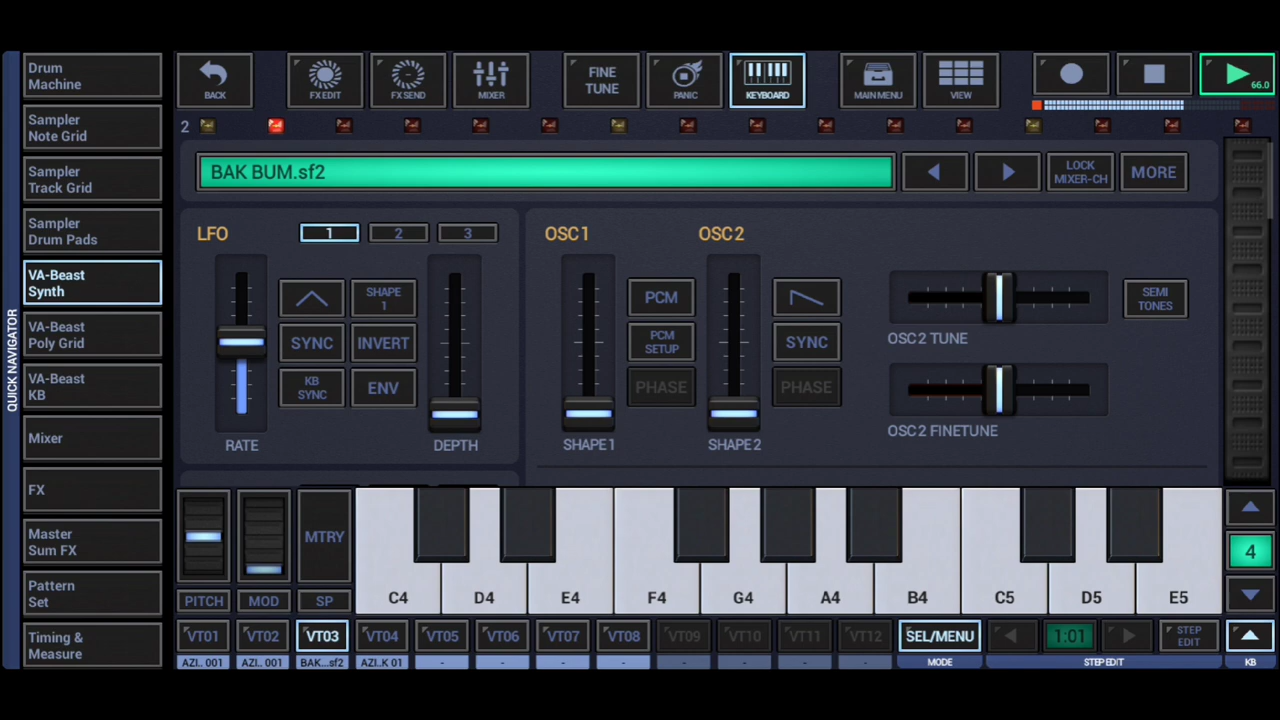 QUICK NAVIGATOR
Drum
Machine
Sampler
Note Grid
Sampler
Track Grid
Sampler
Drum Pads
VA-Beast
Synth
VA-Beast
Poly Grid
VA-Beast
KB
Mixer
FX
Master
Sum FX
Pattern
Set
Timing &
Measure
BACK
FX EDIT
FX SEND
MIXER
FINE
TUNE
PANIC
KEYBOARD
MAIN MENU
VIEW
66.0
2
BAK BUM.sf2
LOCK
MIXER-CH
MORE
LFO
1
2
3
SHAPE
1
SYNC
INVERT
KB
SYNC
ENV
RATE
DEPTH
OSC1
OSC2
PCM
PCM
SETUP
PHASE
SYNC
PHASE
SHAPE1
SHAPE2
OSC2 TUNE
SEMI
TONES
OSC2 FINETUNE
MTRY
PITCH
MOD
SP
C4
D4
E4
F4
G4
A4
B4
C5
D5
E5
4
VT01
VT02
VT03
VT04
VT05
VT06
VT07
VT08
VT09
VT10
VT11
VT12
SEL/MENU
1:01
STEP
EDIT
AZI.. 001
AZI.. 001
BAK...sf2
AZI..K 01
-
-
-
-
-
-
-
-
MODE
STEP EDIT
KB